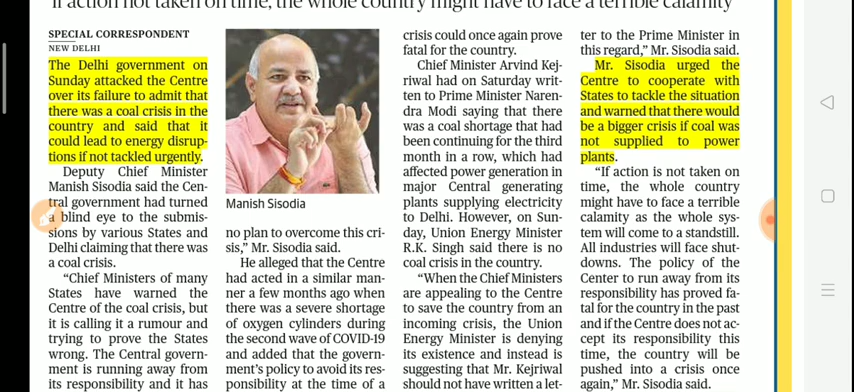 'If action not taken on time, the whole country might have to face a terrible calamity'
SPECIAL CORRESPONDENT
NEW DELHI
The Delhi government on
Sunday attacked the Centre
over its failure to admit that
there was a coal crisis in the
country and said that it
could lead to energy disrup-
tions if not tackled urgently.
Deputy Chief Minister
Manish Sisodia said the Cen-
tral government had turned
a blind eye to the submis-
sions by various States and
Delhi claiming that there was
a coal crisis.
“Chief Ministers of many
States have warned the
Centre of the coal crisis, but
it is calling it a rumour and
trying to prove the States
wrong. The Central govern-
ment is running away from
its responsibility and it has
Manish Sisodia
no plan to overcome this cri-
sis,” Mr. Sisodia said.
He alleged that the Centre
had acted in a similar man-
ner a few months ago when
there was a severe shortage
of oxygen cylinders during
the second wave of COVID-19
and added that the govern-
ment’s policy to avoid its res-
ponsibility at the time of a
crisis could once again prove
fatal for the country.
Chief Minister Arvind Kej-
riwal had on Saturday writ-
ten to Prime Minister Naren-
dra Modi saying that there
was a coal shortage that had
been continuing for the third
month in a row, which had
affected power generation in
major Central generating
plants supplying electricity
to Delhi. However, on Sun-
day, Union Energy Minister
R.K. Singh said there is no
coal crisis in the country.
“When the Chief Ministers
are appealing to the Centre
to save the country from an
incoming crisis, the Union
Energy Minister is denying
its existence and instead is
suggesting that Mr. Kejriwal
should not have written a let-
ter to the Prime Minister in
this regard,” Mr. Sisodia said.
Mr. Sisodia urged the
Centre to cooperate with
States to tackle the situation
and warned that there would
be a bigger crisis if coal was
not supplied to power
plants.
“If action is not taken on
time, the whole country
might have to face a terrible
calamity as the whole sys-
tem will come to a standstill.
All industries will face shut-
downs. The policy of the
Center to run away from its
responsibility has proved fa-
tal for the country in the past
and if the Centre does not ac-
cept its responsibility this
time, the country will be
pushed into a crisis once
again,” Mr. Sisodia said.